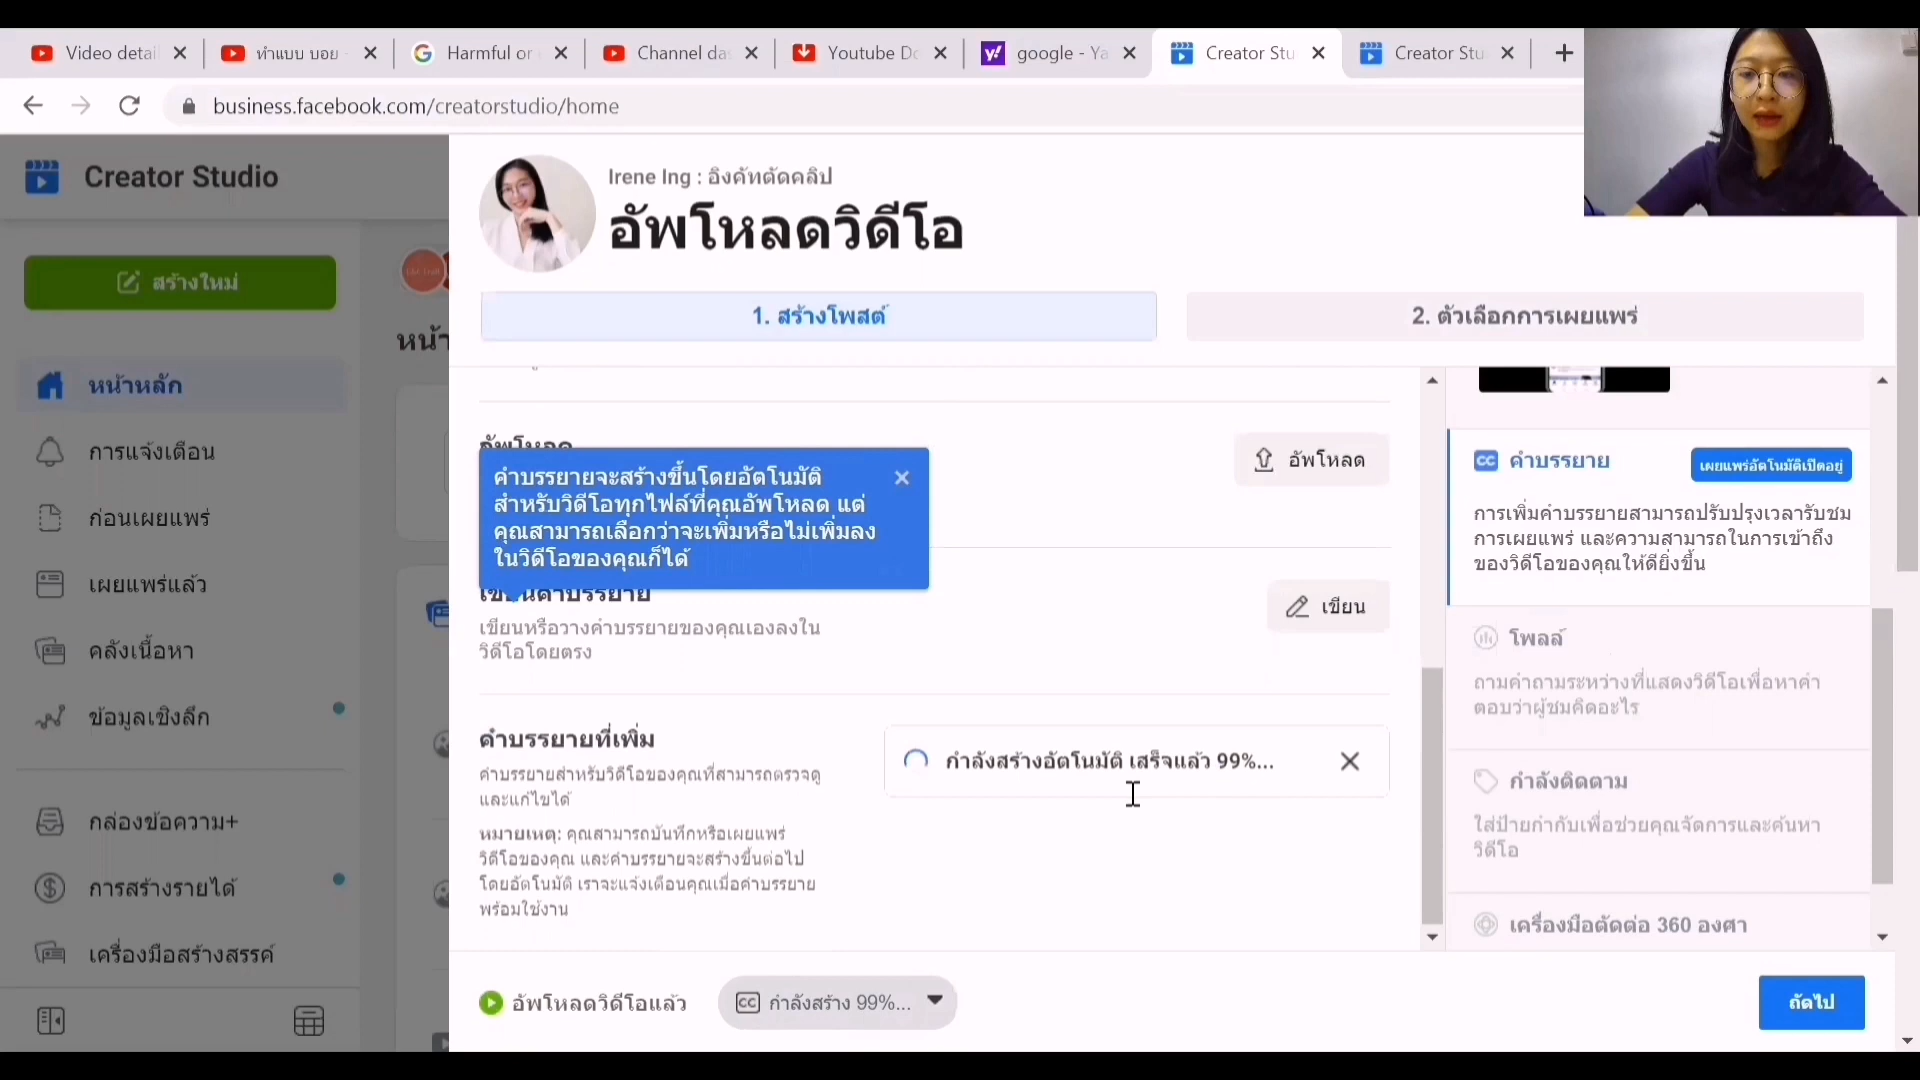 Video detai
ทำแบบ บอย
Harmful or
Channel das
Youtube Do
google - Ya
Creator Stu
Creator Stu
business.facebook.com/creatorstudio/home
Creator Studio
สร้างใหม่
หน้าหลัก
การแจ้งเตือน
ก่อนเผยแพร่
เผยแพร่แล้ว
คลังเนื้อหา
ข้อมูลเชิงลึก
กล่องข้อความ+
การสร้างรายได้
เครื่องมือสร้างสรรค์
หน้า
Irene Ing : อิงคัทตัดคลิป
อัพโหลดวิดีโอ
1. สร้างโพสต์
2. ตัวเลือกการเผยแพร่
อัพโหลด
อัพโหลด
คำบรรยายจะสร้างขึ้นโดยอัตโนมัติ
สำหรับวิดีโอทุกไฟล์ที่คุณอัพโหลด แต่
คุณสามารถเลือกว่าจะเพิ่มหรือไม่เพิ่มลง
ในวิดีโอของคุณก็ได้
เขียนคำบรรยาย
เขียนหรือวางคำบรรยายของคุณเองลงใน
วิดีโอโดยตรง
เขียน
คำบรรยายที่เพิ่ม
คำบรรยายสำหรับวิดีโอของคุณที่สามารถตรวจดู
และแก้ไขได้
หมายเหตุ: คุณสามารถบันทึกหรือเผยแพร่
วิดีโอของคุณ และคำบรรยายจะสร้างขึ้นต่อไป
โดยอัตโนมัติ เราจะแจ้งเตือนคุณเมื่อคำบรรยาย
พร้อมใช้งาน
กำลังสร้างอัตโนมัติ เสร็จแล้ว 99%...
CC คำบรรยาย
เผยแพร่อัตโนมัติเปิดอยู่
การเพิ่มคำบรรยายสามารถปรับปรุงเวลารับชม
การเผยแพร่ และความสามารถในการเข้าถึง
ของวิดีโอของคุณให้ดียิ่งขึ้น
โพลล์
ถามคำถามระหว่างที่แสดงวิดีโอเพื่อหาคำ
ตอบว่าผู้ชมคิดอะไร
กำลังติดตาม
ใส่ป้ายกำกับเพื่อช่วยคุณจัดการและค้นหา
วิดีโอ
เครื่องมือตัดต่อ 360 องศา
อัพโหลดวิดีโอแล้ว
CC กำลังสร้าง 99%...
ถัดไป